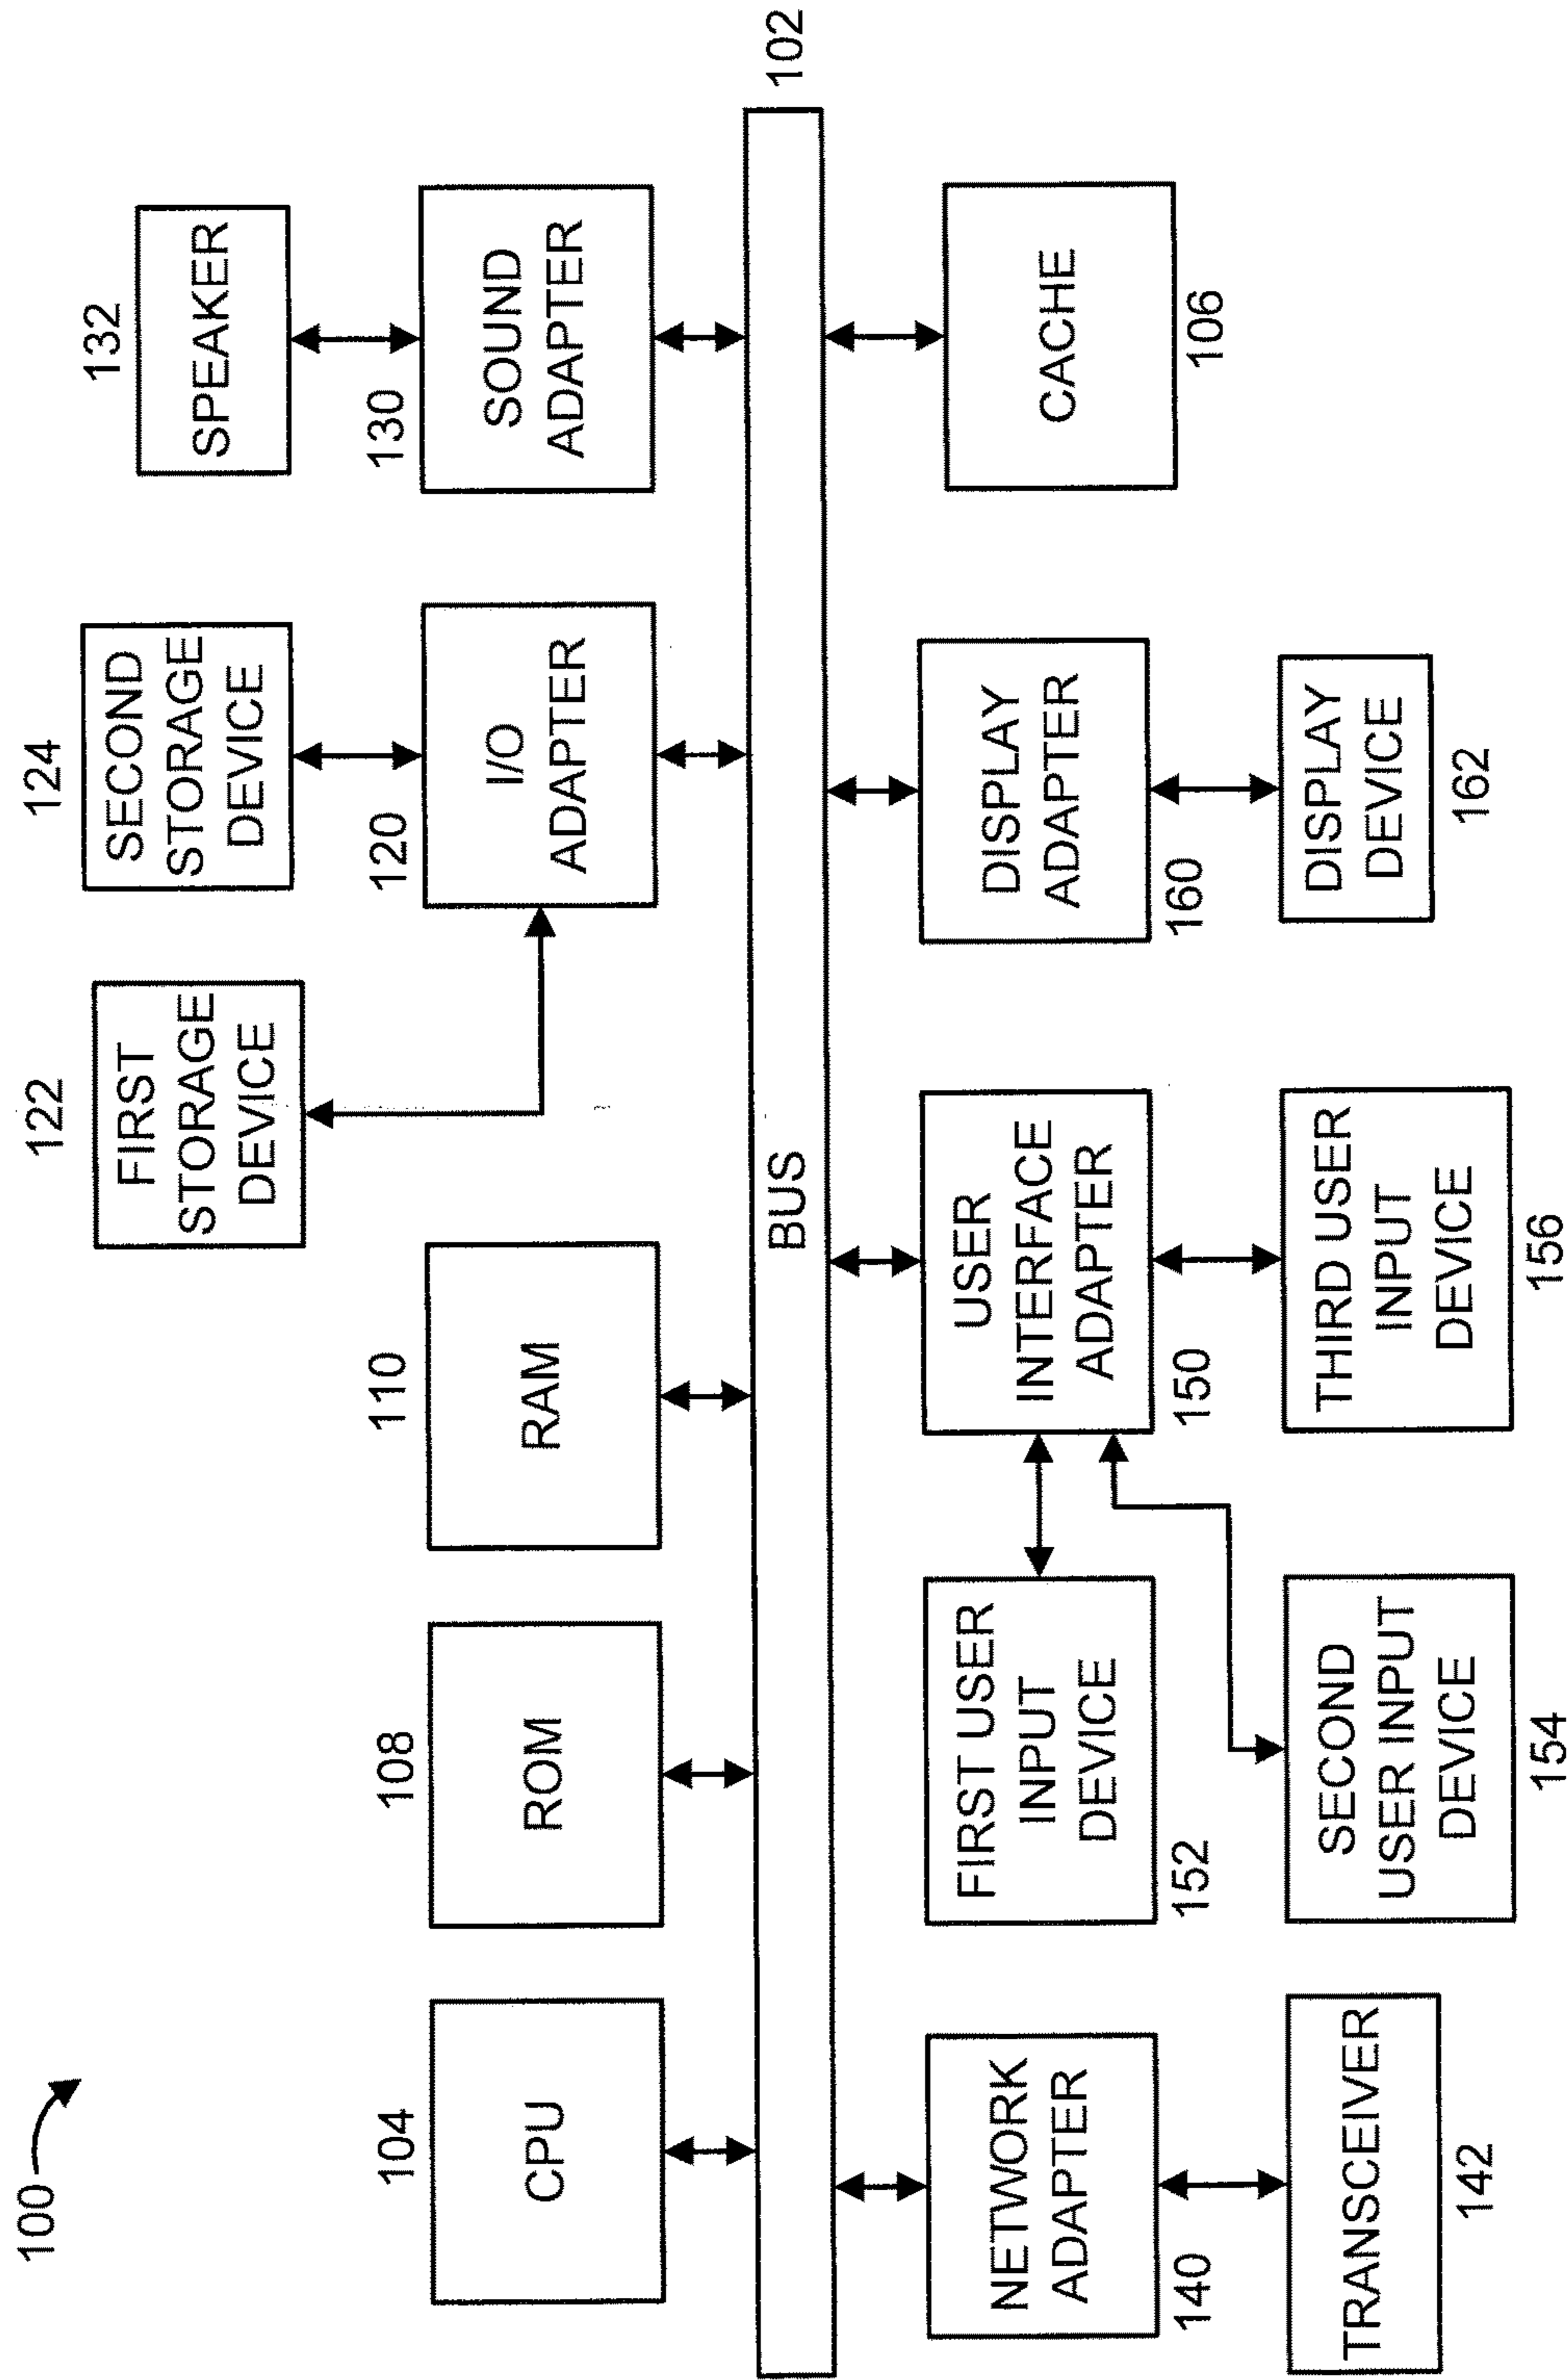 100
122
FIRST
STORAGE
DEVICE
124
SECOND
STORAGE
DEVICE
132
SPEAKER
104
CPU
108
ROM
110
RAM
120
I/O
ADAPTER
130
SOUND
ADAPTER
BUS
102
NETWORK
ADAPTER
140
FIRST USER
INPUT
DEVICE
152
USER
INTERFACE
ADAPTER
150
DISPLAY
ADAPTER
160
CACHE
106
TRANSCEIVER
142
SECOND
USER INPUT
DEVICE
154
THIRD USER
INPUT
DEVICE
156
DISPLAY
DEVICE
162